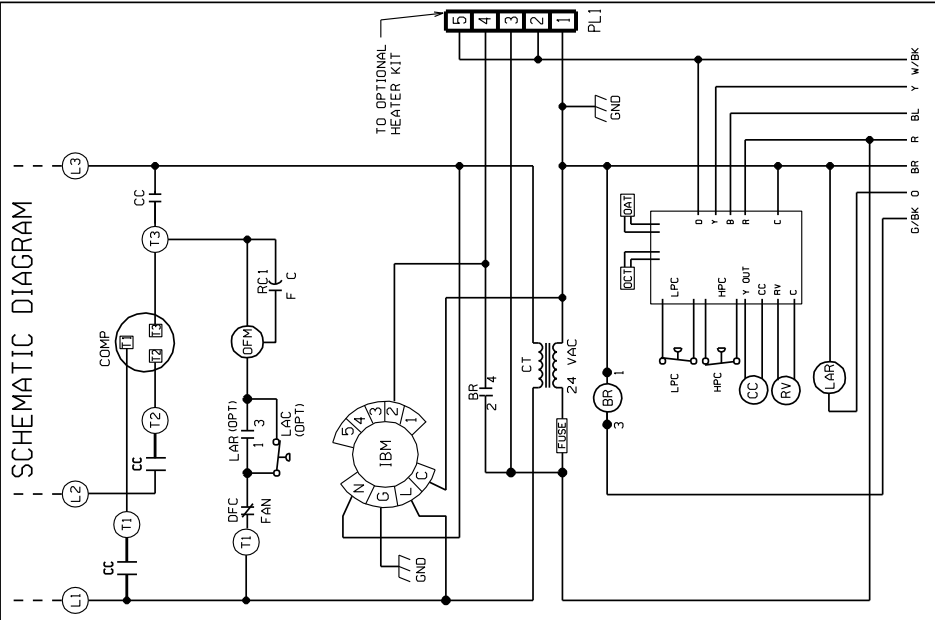 SCHEMATIC DIAGRAM
L1
L2
L3
CC
T1
CC
T2
COMP
T1
T2
T3
T3
CC
T1
DFC
FAN
LAR (OPT)
1
3
LAC
(OPT)
OFM
RC1
F
C
IBM
5
4
3
2
1
N
G
L
C
GND
BR
2
4
CT
24 VAC
FUSE
TO OPTIONAL
HEATER KIT
5
4
3
2
1
PL1
GND
BR
1
3
OCT
OAT
LPC
HPC
LPC
HPC
Y OUT
CC
RV
C
O
Y
B
R
C
CC
RV
LAR
W/BK
Y
BL
R
BR
O
G/BK